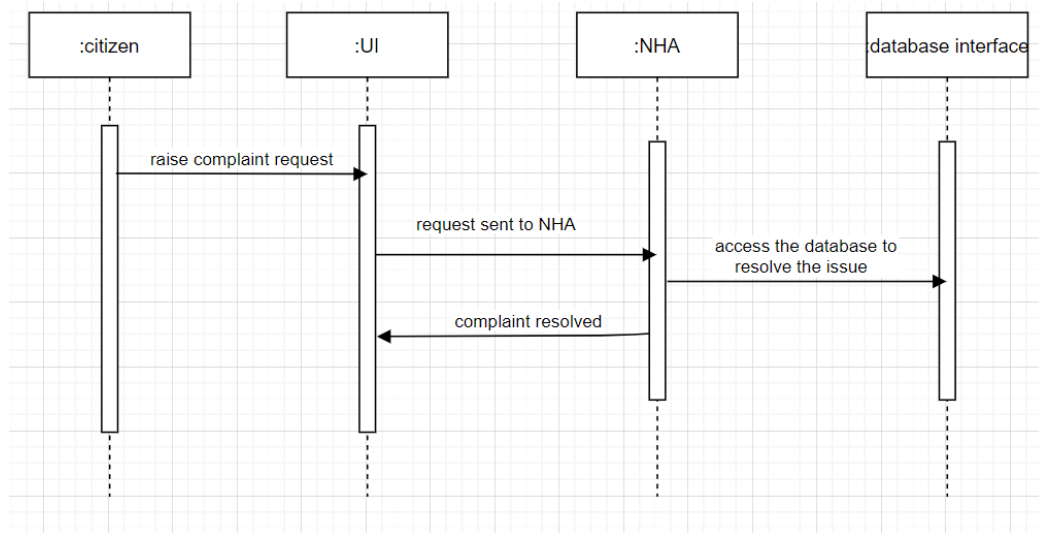 :citizen
:UI
:NHA
:database interface
raise complaint request
request sent to NHA
access the database to
resolve the issue
complaint resolved